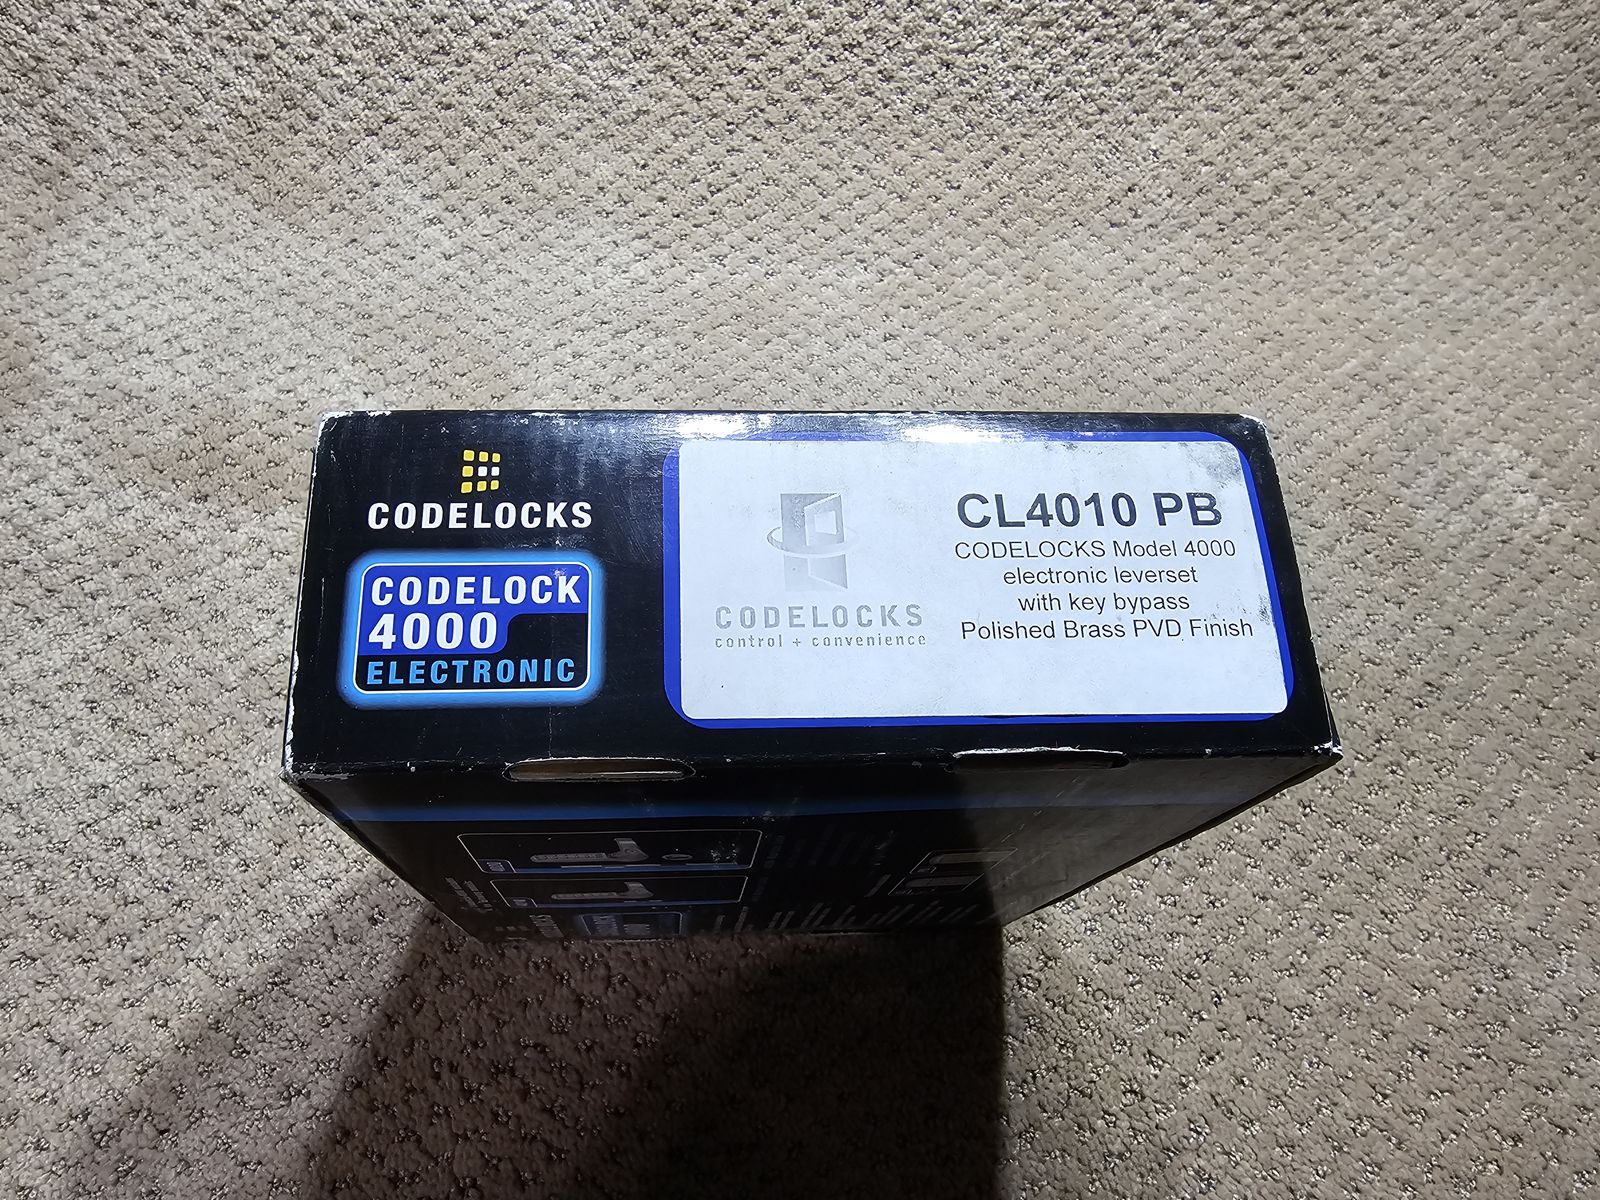 CODELOCKS
CODELOCK
4000
ELECTRONIC
CODELOCKS
control + convenience
CL4010 PB
CODELOCKS Model 4000
electronic leverset
with key bypass
Polished Brass PVD Finish